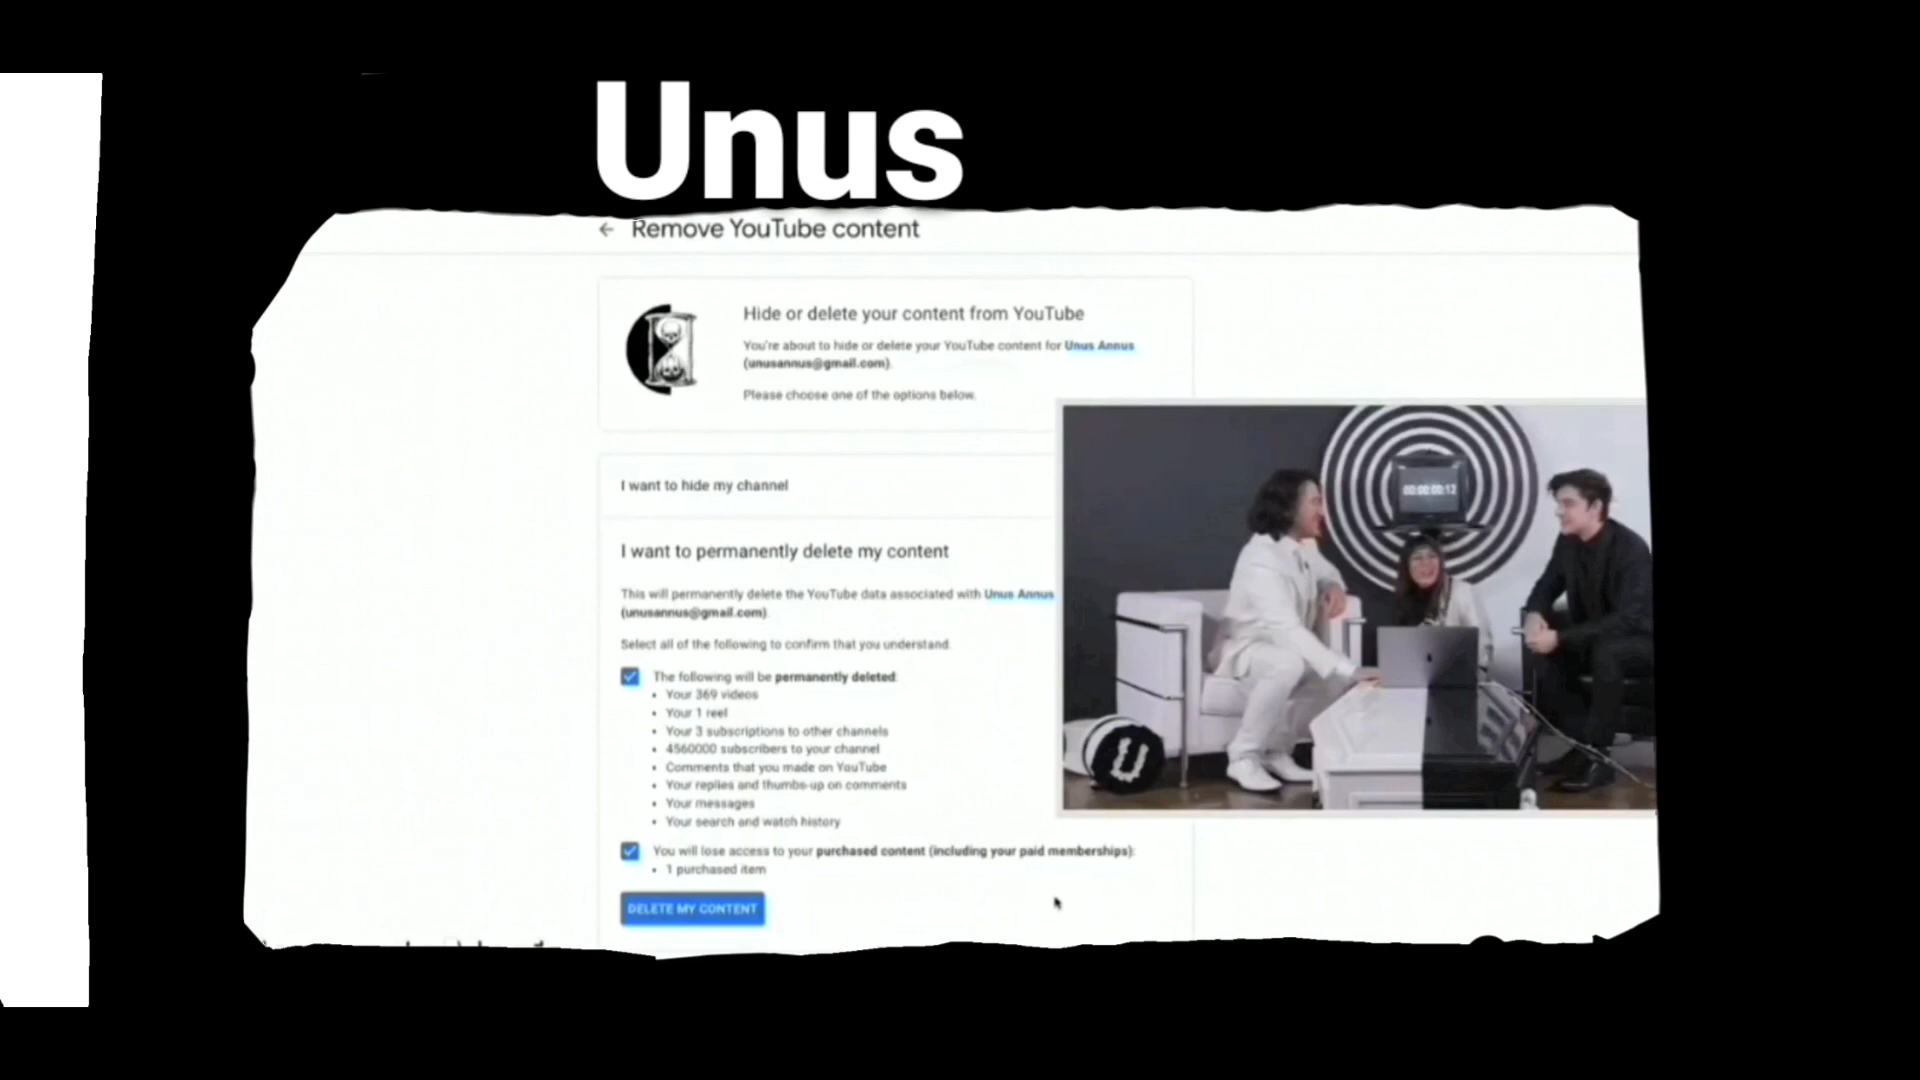 Unus
Remove YouTube content
Hide or delete your content from YouTube
You're about to hide or delete your YouTube content for Unus Annus
(unusannus@gmail.com).
Please choose one of the options below.
I want to hide my channel
I want to permanently delete my content
This will permanently delete the YouTube data associated with Unus Annus
(unusannus@gmail.com).
Select all of the following to confirm that you understand.
The following will be permanently deleted:
• Your 369 videos
• Your 1 reel
• Your 3 subscriptions to other channels
• 4560000 subscribers to your channel
• Comments that you made on YouTube
• Your replies and thumbs-up on comments
• Your messages
• Your search and watch history
You will lose access to your purchased content (including your paid memberships):
• 1 purchased item
DELETE MY CONTENT
00:00:00:12
U